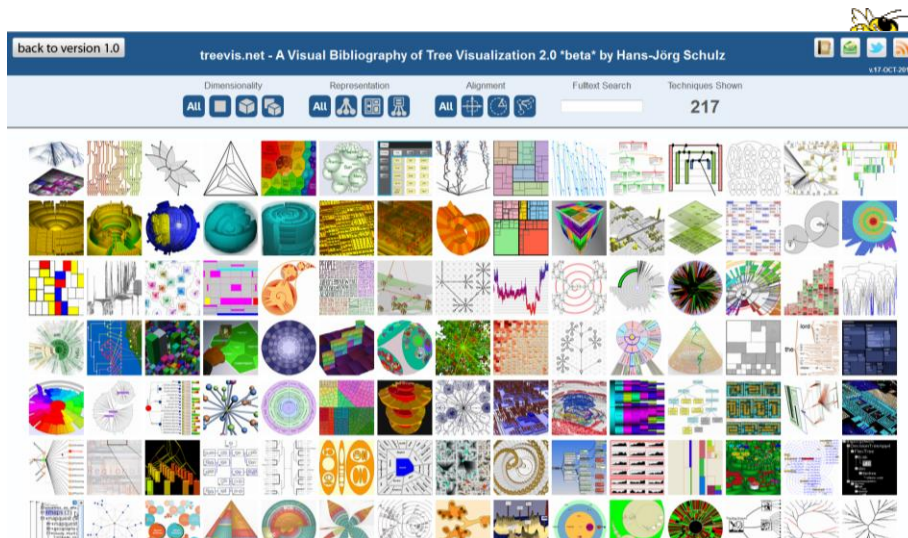 back to version 1.0
treevis.net - A Visual Bibliography of Tree Visualization 2.0 *beta* by Hans-Jörg Schulz
Dimensionality
Representation
Alignment
Fulltext Search
Techniques Shown
All
All
All
217